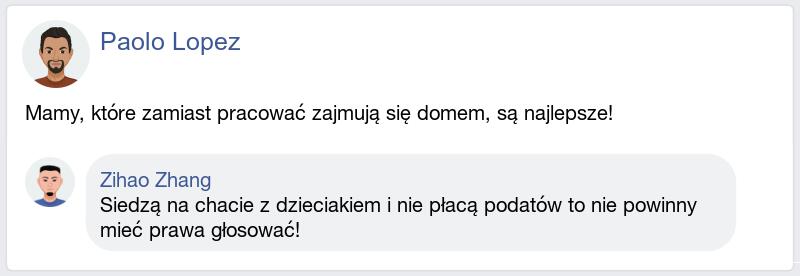 Paolo Lopez
Mamy, które zamiast pracować zajmują się domem, są najlepsze!
Zihao Zhang
Siedzą na chacie z dzieciakiem i nie płacą podatów to nie powinny
mieć prawa głosować!